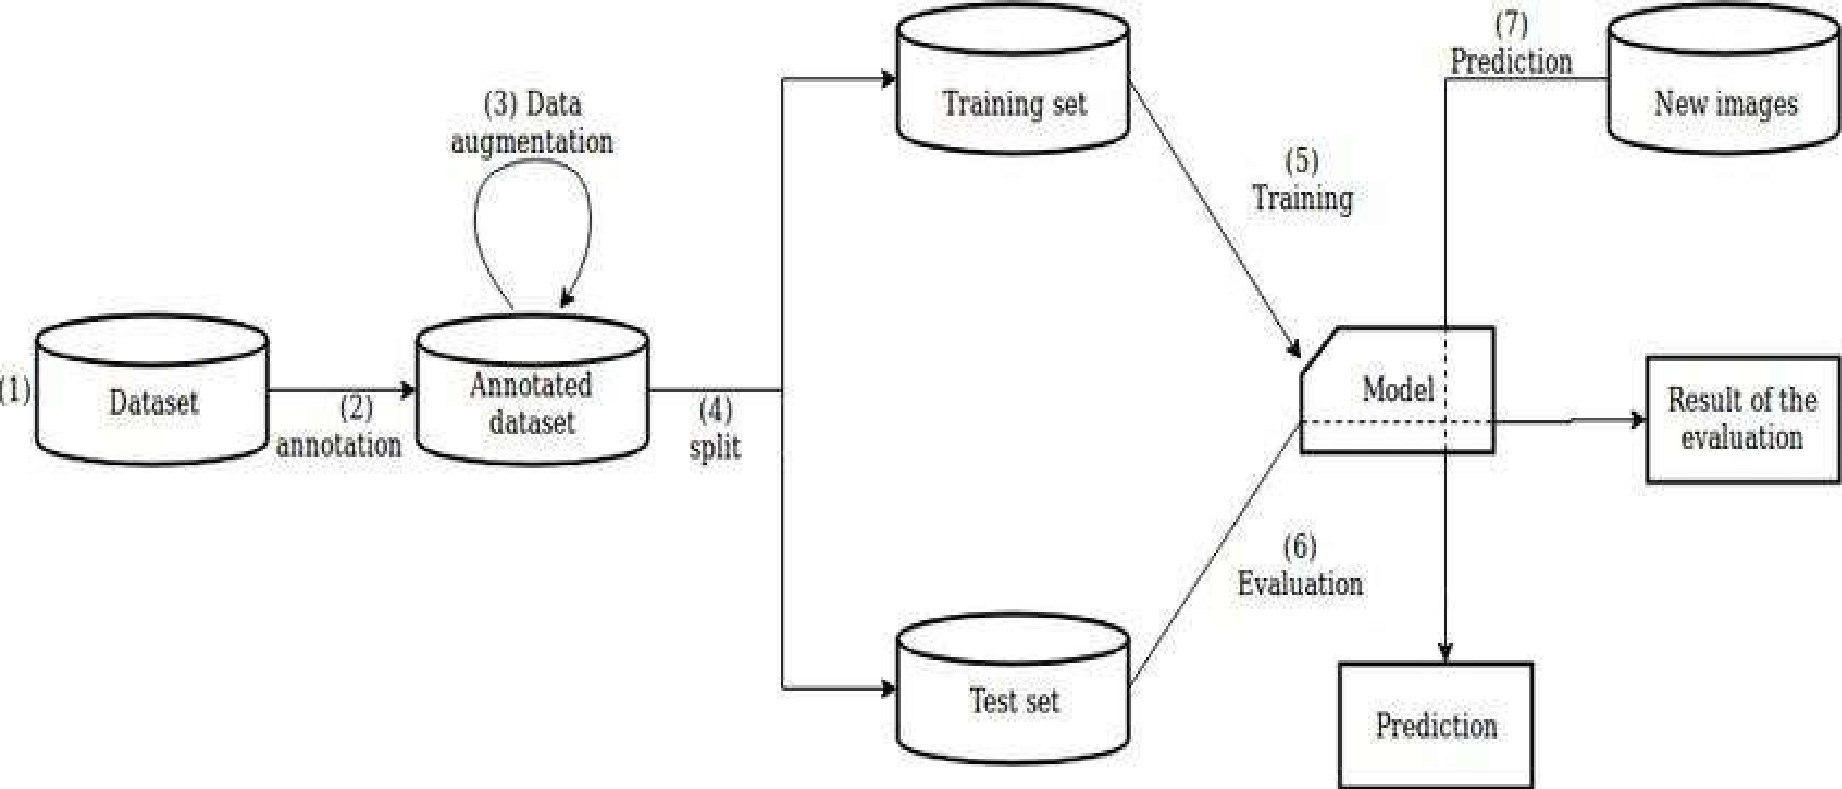 (1)
Dataset
(2)
annotation
(3) Data
augmentation
Annotated
dataset
(4)
split
Training set
Test set
(5)
Training
(6)
Evaluation
Model
(7)
Prediction
New images
Result of the
evaluation
Prediction